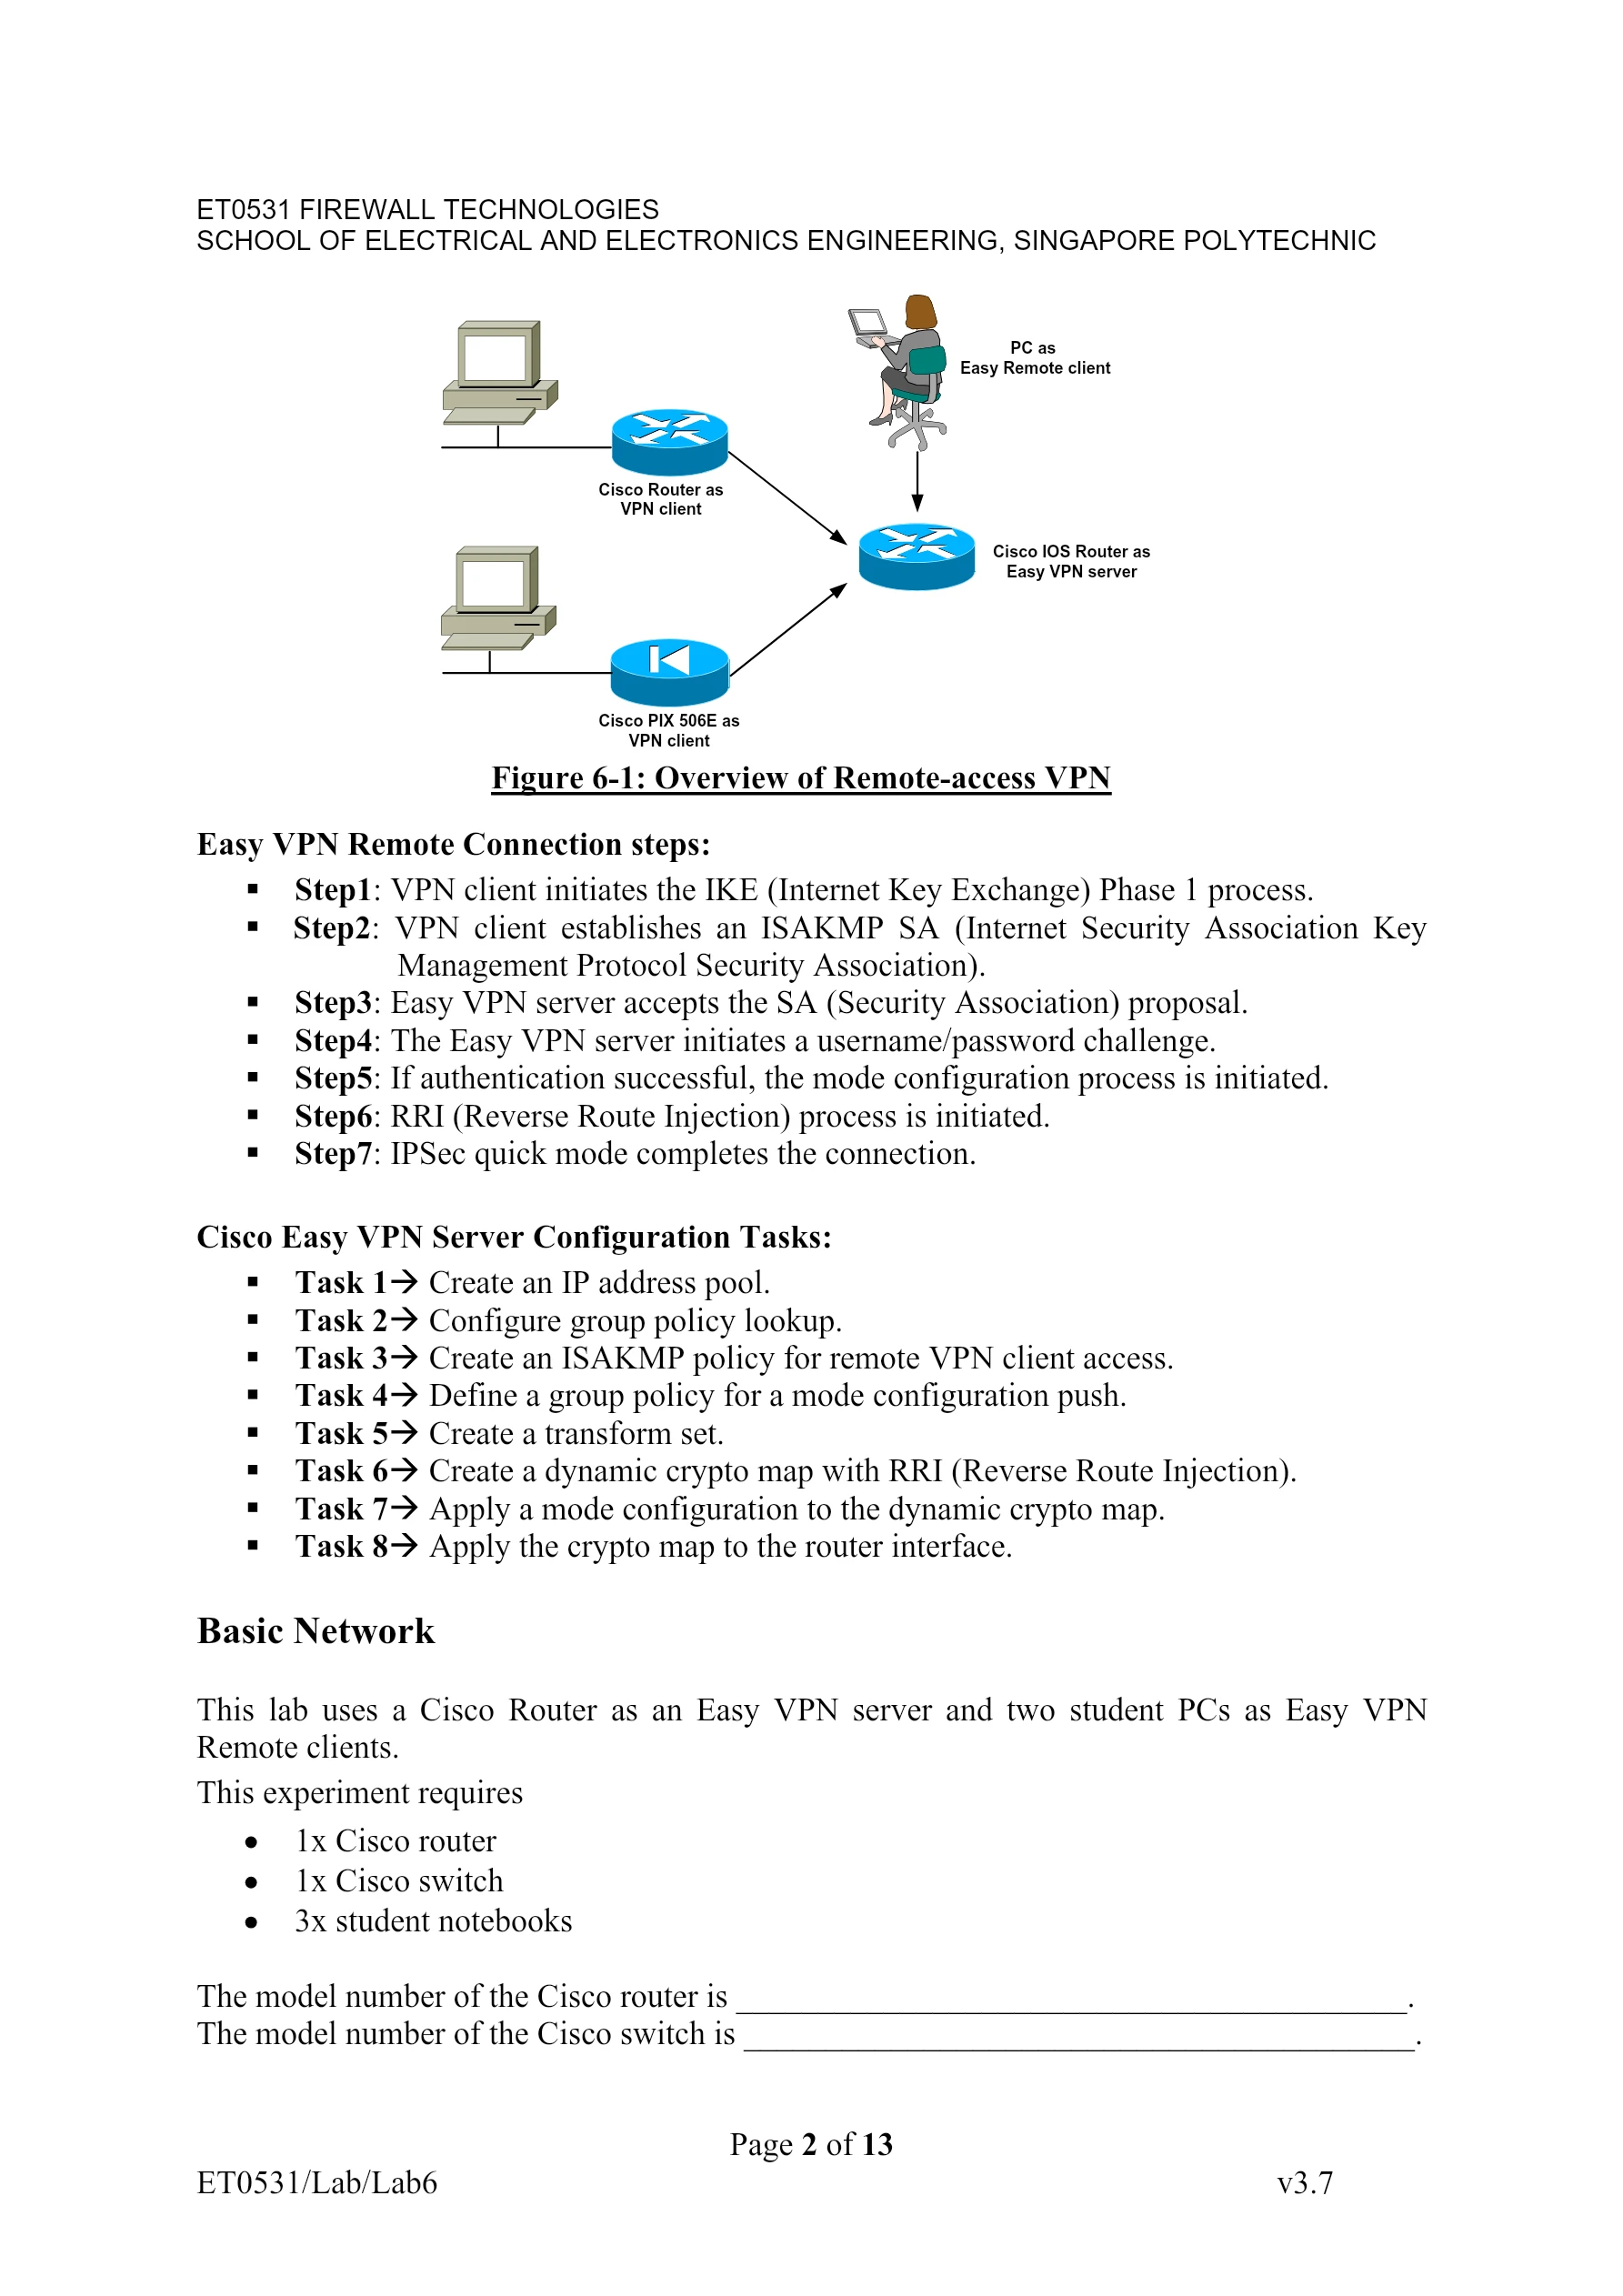 ET0531 FIREWALL TECHNOLOGIES
SCHOOL OF ELECTRICAL AND ELECTRONICS ENGINEERING, SINGAPORE POLYTECHNIC
PC as
Easy Remote client
Cisco Router as
VPN client
Cisco IOS Router as
Easy VPN server
Cisco PIX 506E as
VPN client
Figure 6-1: Overview of Remote-access VPN
Easy VPN Remote Connection steps:
▪ Step1: VPN client initiates the IKE (Internet Key Exchange) Phase 1 process.
▪ Step2: VPN client establishes an ISAKMP SA (Internet Security Association Key
Management Protocol Security Association).
▪ Step3: Easy VPN server accepts the SA (Security Association) proposal.
▪ Step4: The Easy VPN server initiates a username/password challenge.
▪ Step5: If authentication successful, the mode configuration process is initiated.
▪ Step6: RRI (Reverse Route Injection) process is initiated.
▪ Step7: IPSec quick mode completes the connection.
Cisco Easy VPN Server Configuration Tasks:
▪ Task 1→ Create an IP address pool.
▪ Task 2→ Configure group policy lookup.
▪ Task 3→ Create an ISAKMP policy for remote VPN client access.
▪ Task 4→ Define a group policy for a mode configuration push.
▪ Task 5→ Create a transform set.
▪ Task 6→ Create a dynamic crypto map with RRI (Reverse Route Injection).
▪ Task 7→ Apply a mode configuration to the dynamic crypto map.
▪ Task 8→ Apply the crypto map to the router interface.
Basic Network
This lab uses a Cisco Router as an Easy VPN server and two student PCs as Easy VPN
Remote clients.
This experiment requires
• 1x Cisco router
• 1x Cisco switch
• 3x student notebooks
The model number of the Cisco router is ________________________________________.
The model number of the Cisco switch is ________________________________________.
Page 2 of 13
ET0531/Lab/Lab6 v3.7